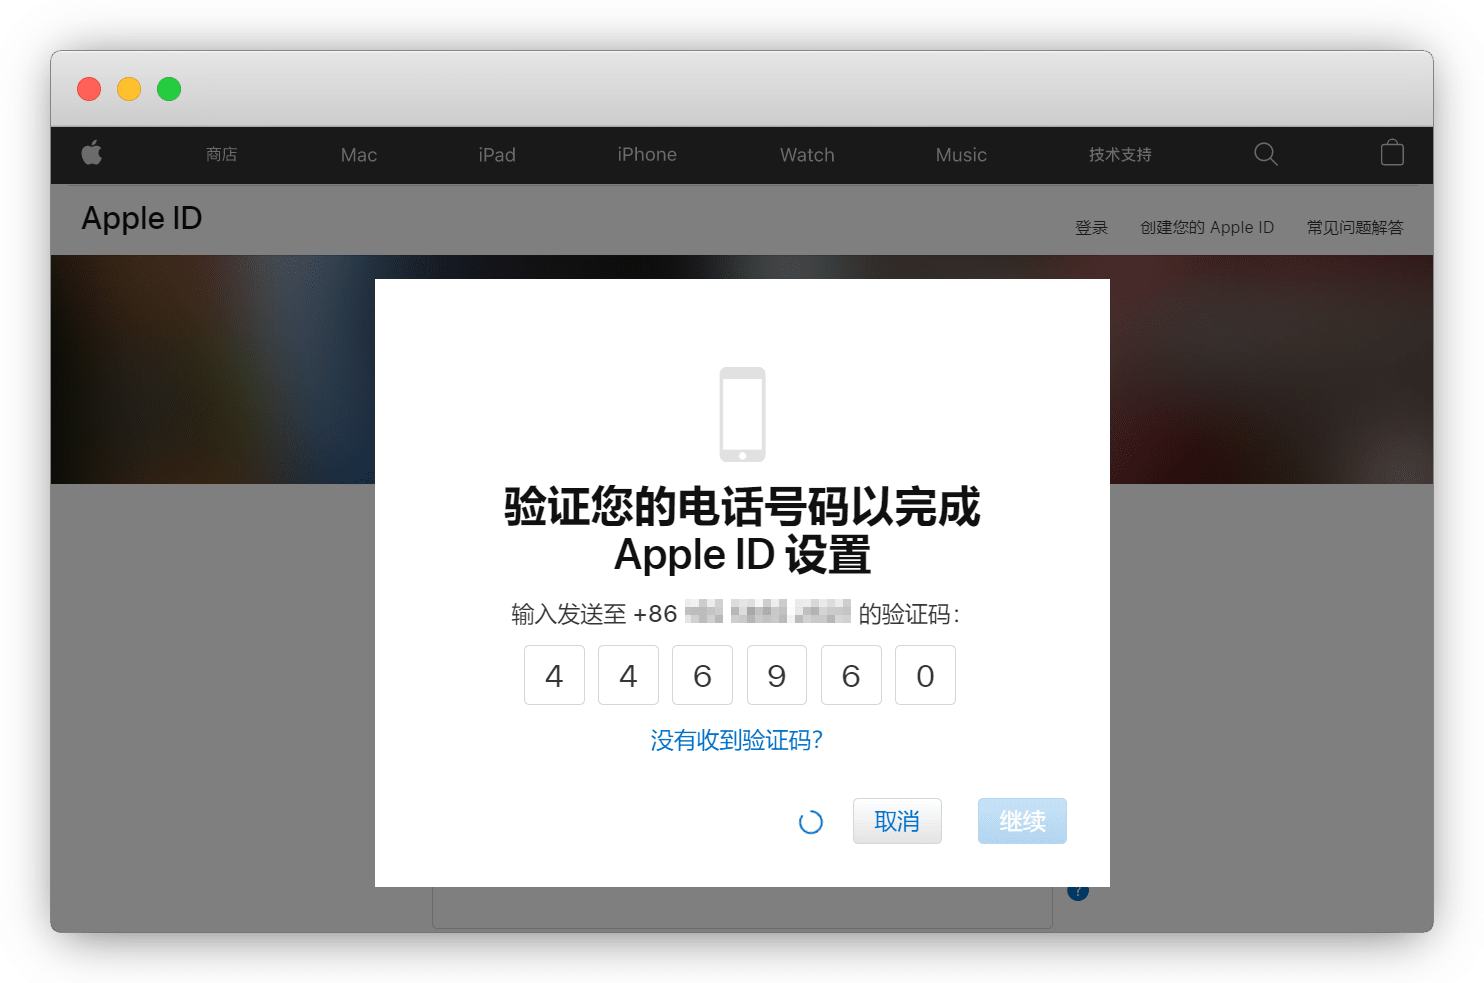 商店 Mac iPad iPhone Watch Music 技术支持
Apple ID
登录 创建您的 Apple ID 常见问题解答
验证您的电话号码以完成
Apple ID 设置
输入发送至 +86 的验证码：
4 4 6 9 6 0
没有收到验证码？
取消 继续
?